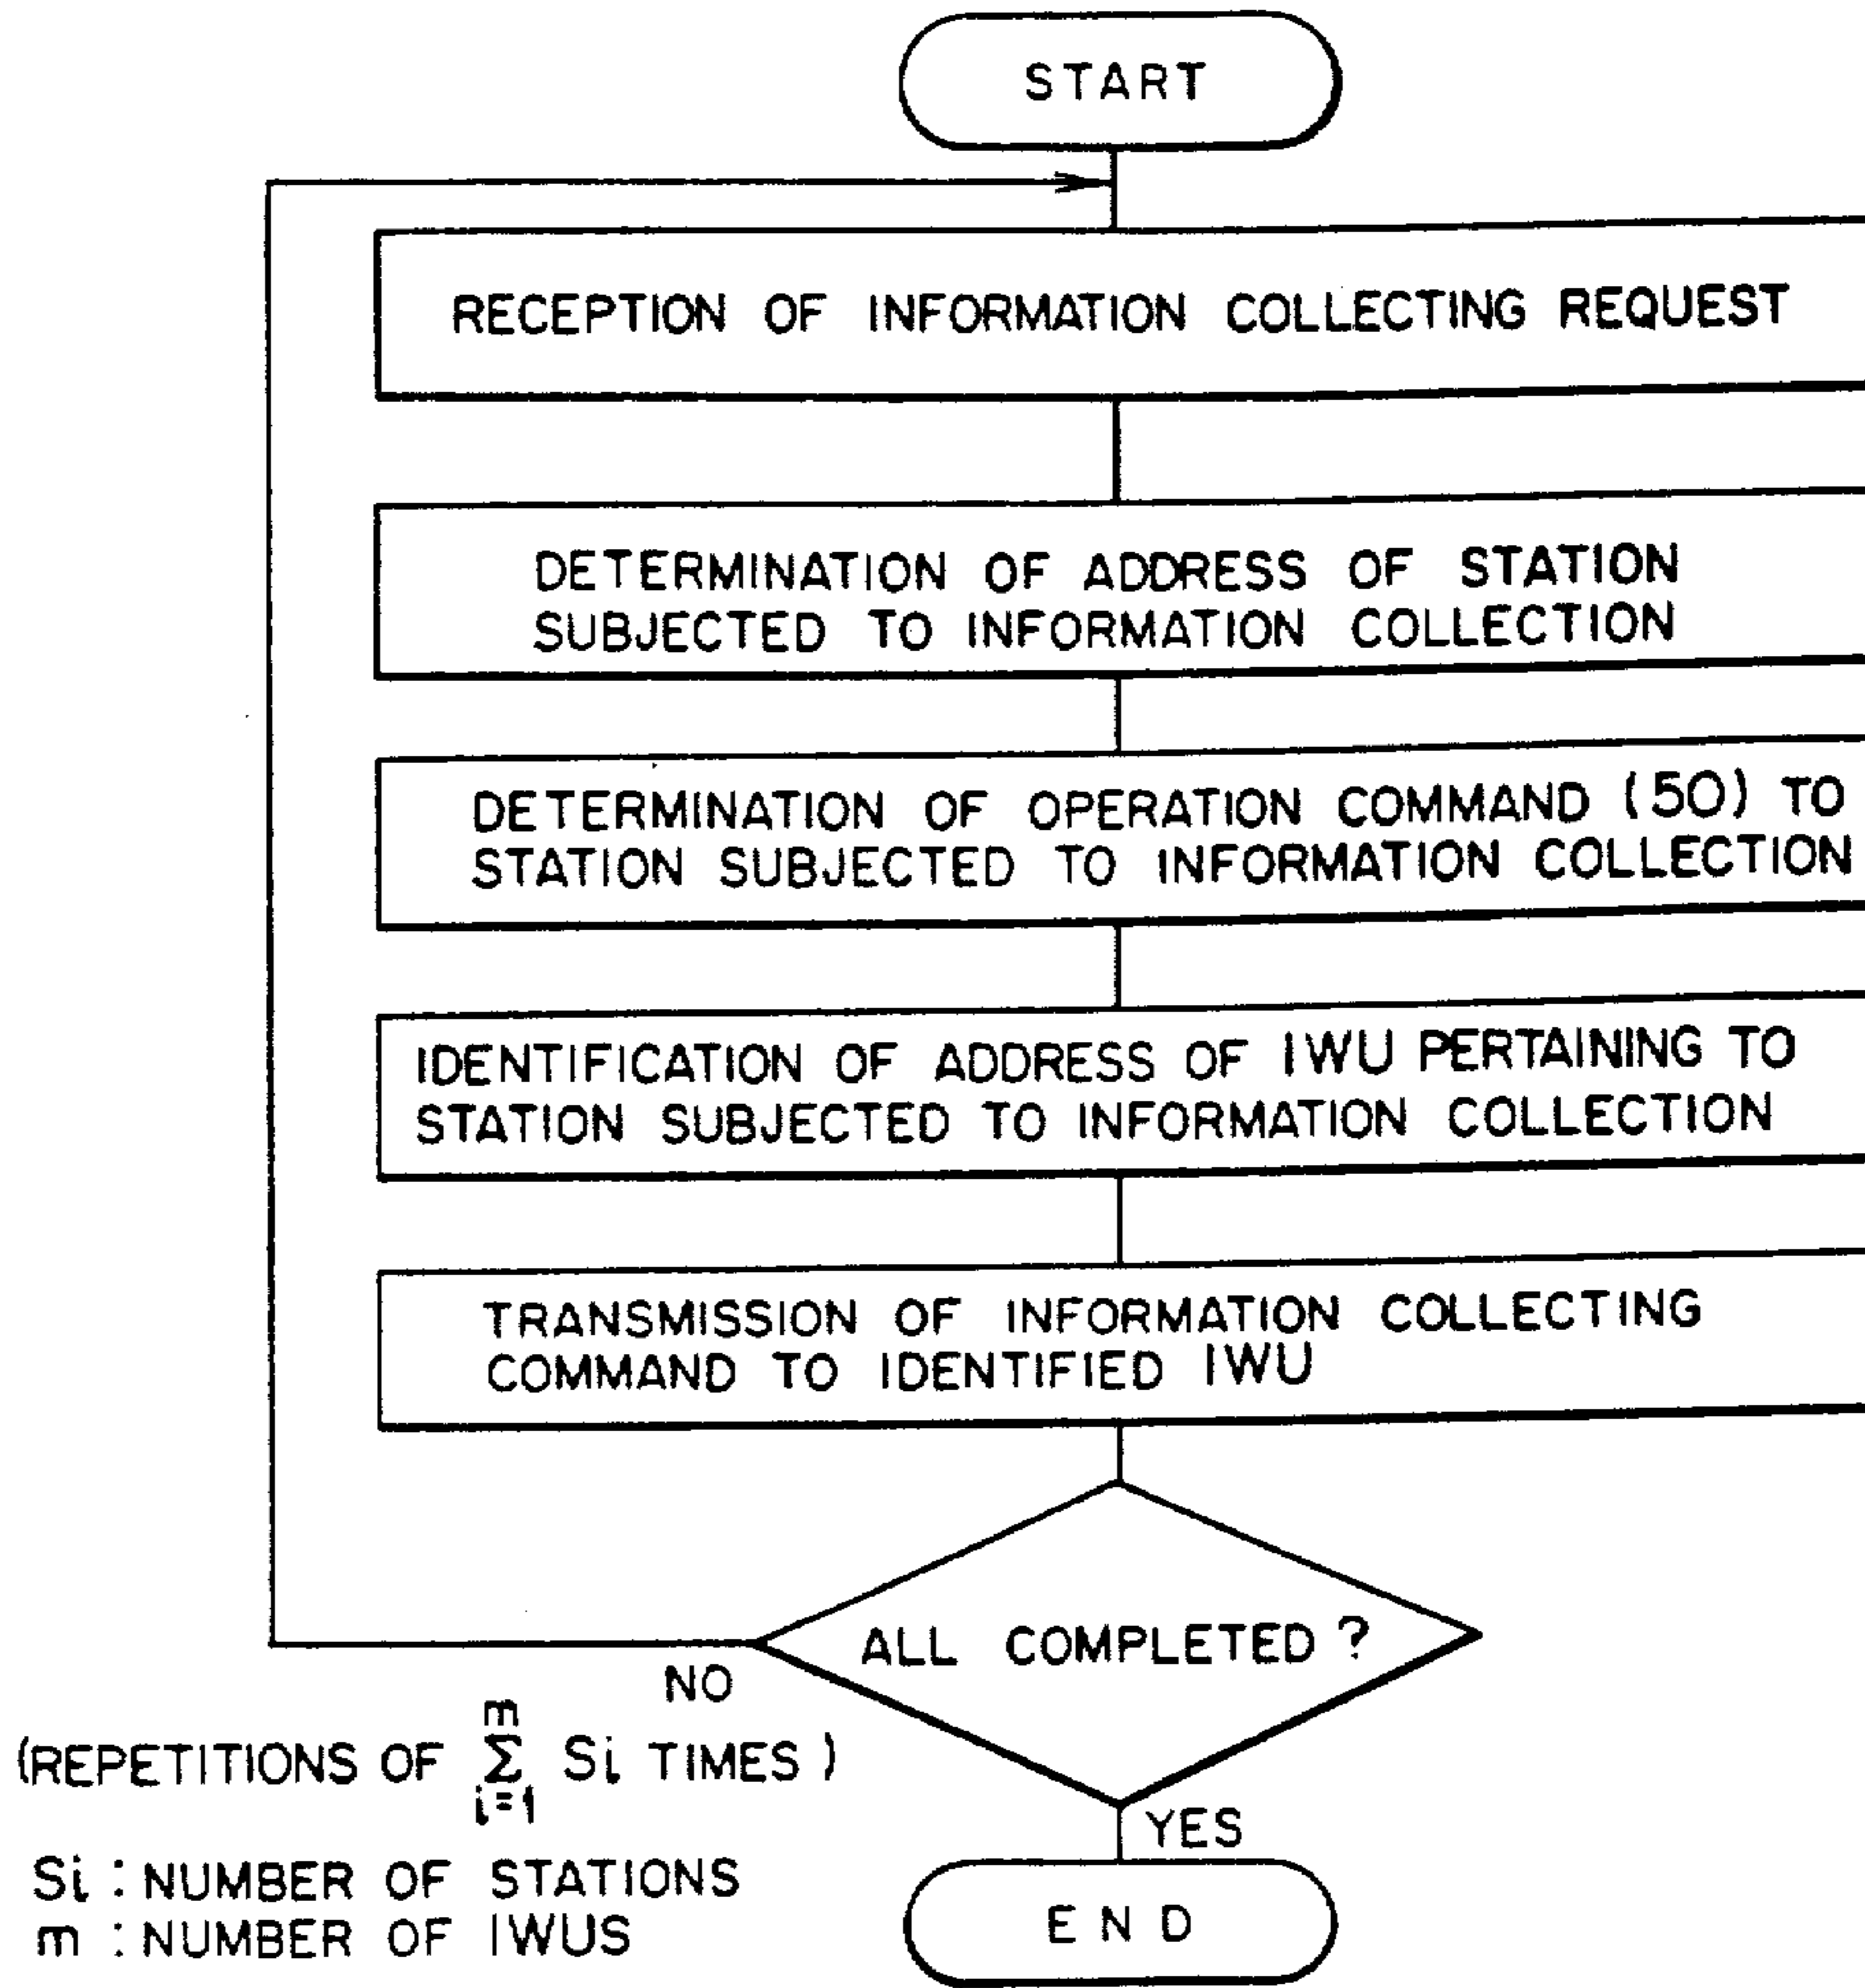 START
RECEPTION OF INFORMATION COLLECTING REQUEST
DETERMINATION OF ADDRESS OF STATION
SUBJECTED TO INFORMATION COLLECTION
DETERMINATION OF OPERATION COMMAND (50) TO
STATION SUBJECTED TO INFORMATION COLLECTION
IDENTIFICATION OF ADDRESS OF IWU PERTAINING TO
STATION SUBJECTED TO INFORMATION COLLECTION
TRANSMISSION OF INFORMATION COLLECTING
COMMAND TO IDENTIFIED IWU
ALL COMPLETED ?
NO
m
(REPETITIONS OF Σ Si TIMES )
i=1
YES
Si : NUMBER OF STATIONS
m : NUMBER OF IWUS
END